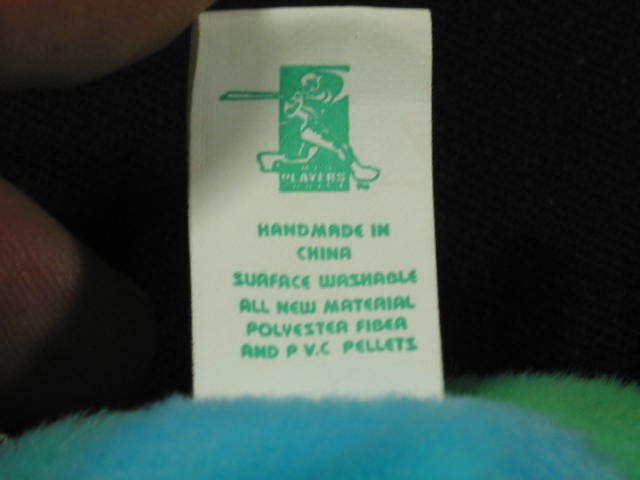 PLAYERS
HANDMADE IN
CHINA
SURFACE WASHABLE
ALL NEW MATERIAL
POLYESTER FIBER
AND P V.C PELLETS